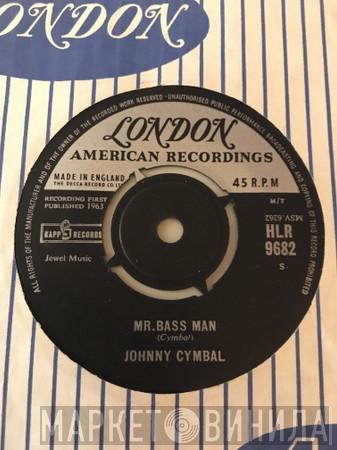 LONDON
ALL RIGHTS OF THE MANUFACTURER AND OF THE OWNER OF THE RECORDED WORK RESERVED - UNAUTHORISED PUBLIC PERFORMANCE BROADCASTING AND COPYING OF THIS RECORD PROHIBITED
LONDON
AMERICAN RECORDINGS
MADE IN ENGLAND
THE DECCA RECORD CO LTD
45 R.P.M
RECORDING FIRST
PUBLISHED 1963
M/T
MSV.6262
KAPP RECORDS
HLR
9682
Jewel Music
S
MR.BASS MAN
(Cymbal)
JOHNNY CYMBAL
МАРКЕТ ВИНИЛА